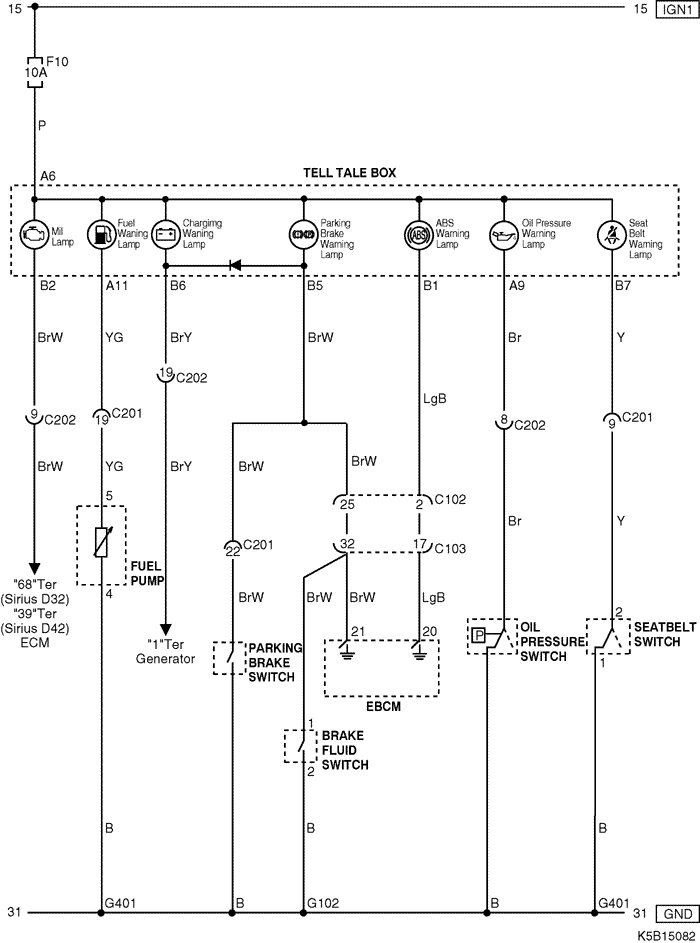 15
15 IGN1
F10
10A
P
A6
TELL TALE BOX
Mil
Lamp
Fuel
Waning
Lamp
Chargimg
Waning
Lamp
Parking
Brake
Warning
Lamp
ABS
ABS
Warning
Lamp
Oil Pressure
Warning
Lamp
Seat
Belt
Warning
Lamp
B2 A11 B6 B5 B1 A9 B7
BrW YG BrY BrW Br Y
19 C202
LgB
9 C202
19 C201
8 C202
9 C201
BrW YG BrY BrW BrW
5
25 2 C102
Br Y
22 C201
32 17 C103
FUEL
PUMP
4
"68"Ter
(Sirius D32)
"39"Ter
(Sirius D42)
ECM
BrW BrW BrW LgB
2
"1"Ter
Generator
21 20
P
OIL
PRESSURE
SWITCH
SEATBELT
SWITCH
1
PARKING
BRAKE
SWITCH
EBCM
1
BRAKE
FLUID
SWITCH
2
B B B
31 G401 B G102 B G401 31 GND
K5B15082